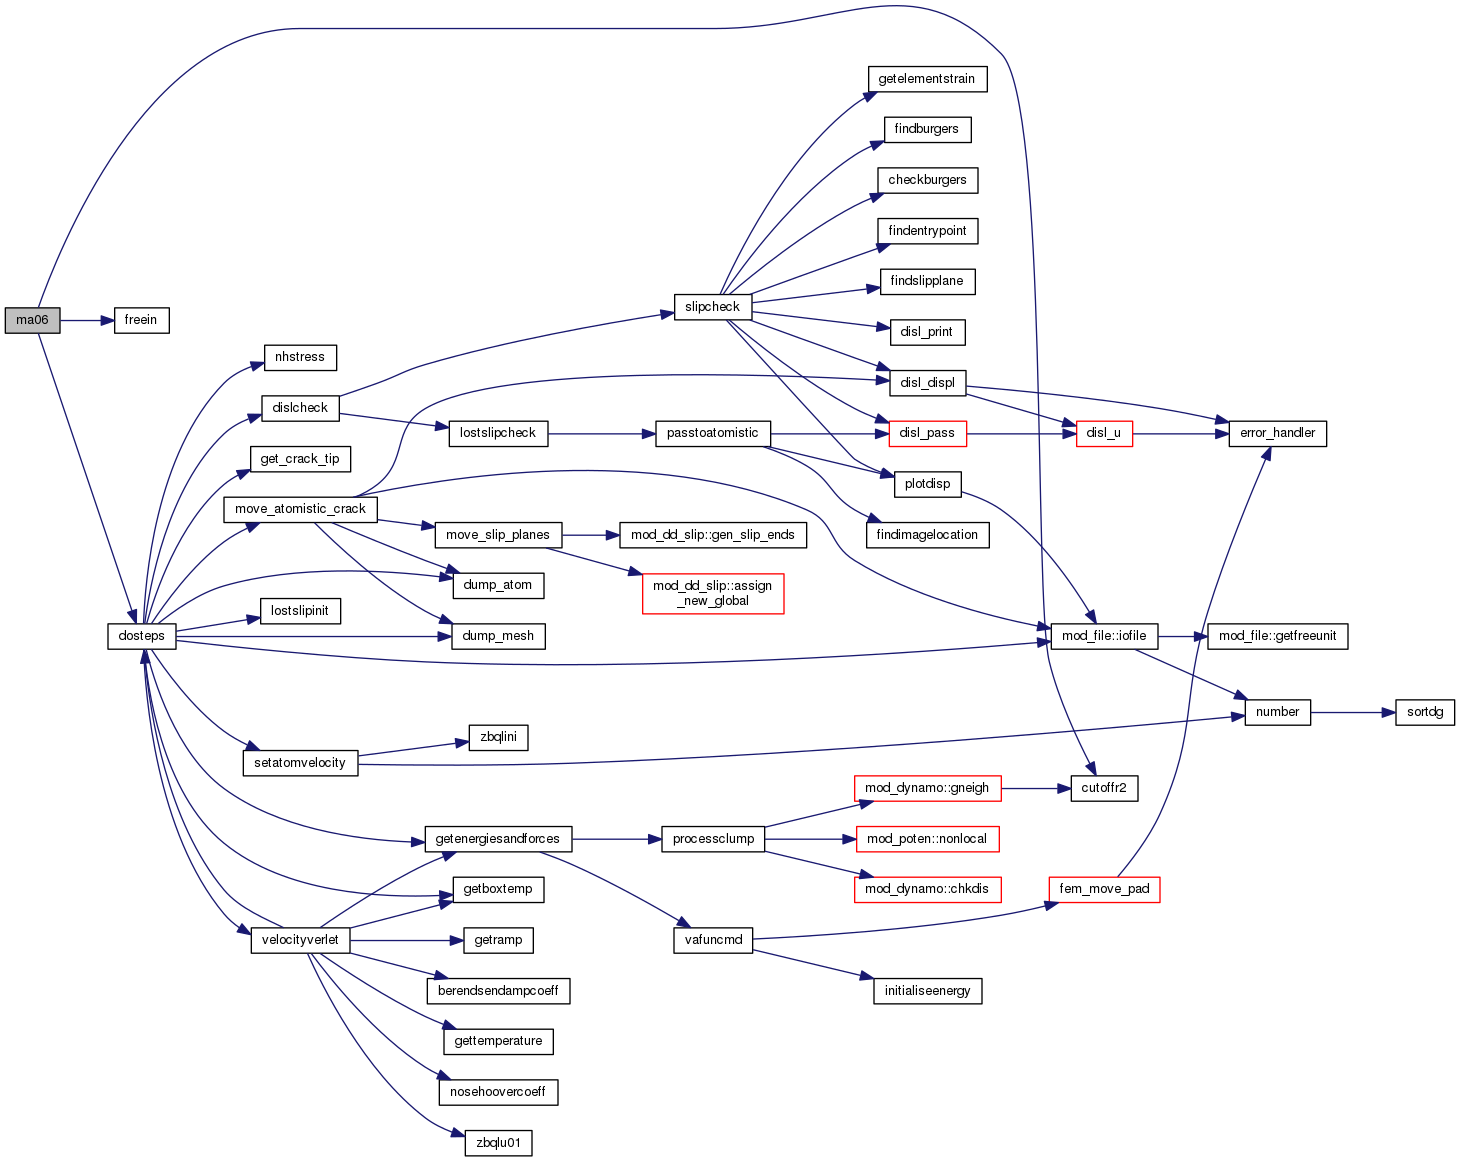 getelementstrain
findburgers
checkburgers
findentrypoint
findslipplane
slipcheck
ma06
freein
disl_print
nhstress
disl_displ
dislcheck
lostslipcheck
passtoatomistic
disl_pass
disl_u
error_handler
get_crack_tip
plotdisp
move_atomistic_crack
move_slip_planes
mod_dd_slip::gen_slip_ends
findimagelocation
dump_atom
mod_dd_slip::assign
_new_global
lostslipinit
dosteps
dump_mesh
mod_file::iofile
mod_file::getfreeunit
number
sortdg
zbqlini
setatomvelocity
mod_dynamo::gneigh
cutoffr2
getenergiesandforces
processclump
mod_poten::nonlocal
getboxtemp
mod_dynamo::chkdis
fem_move_pad
velocityverlet
getramp
vafuncmd
berendsendampcoeff
initialiseenergy
gettemperature
nosehoovercoeff
zbqlu01